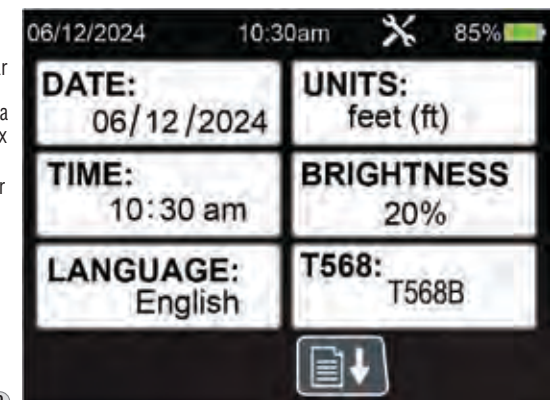 06/12/2024 10:30am 85%
DATE:
06/12/2024
UNITS:
feet (ft)
TIME:
10:30 am
BRIGHTNESS
20%
LANGUAGE:
English
T568:
T568B